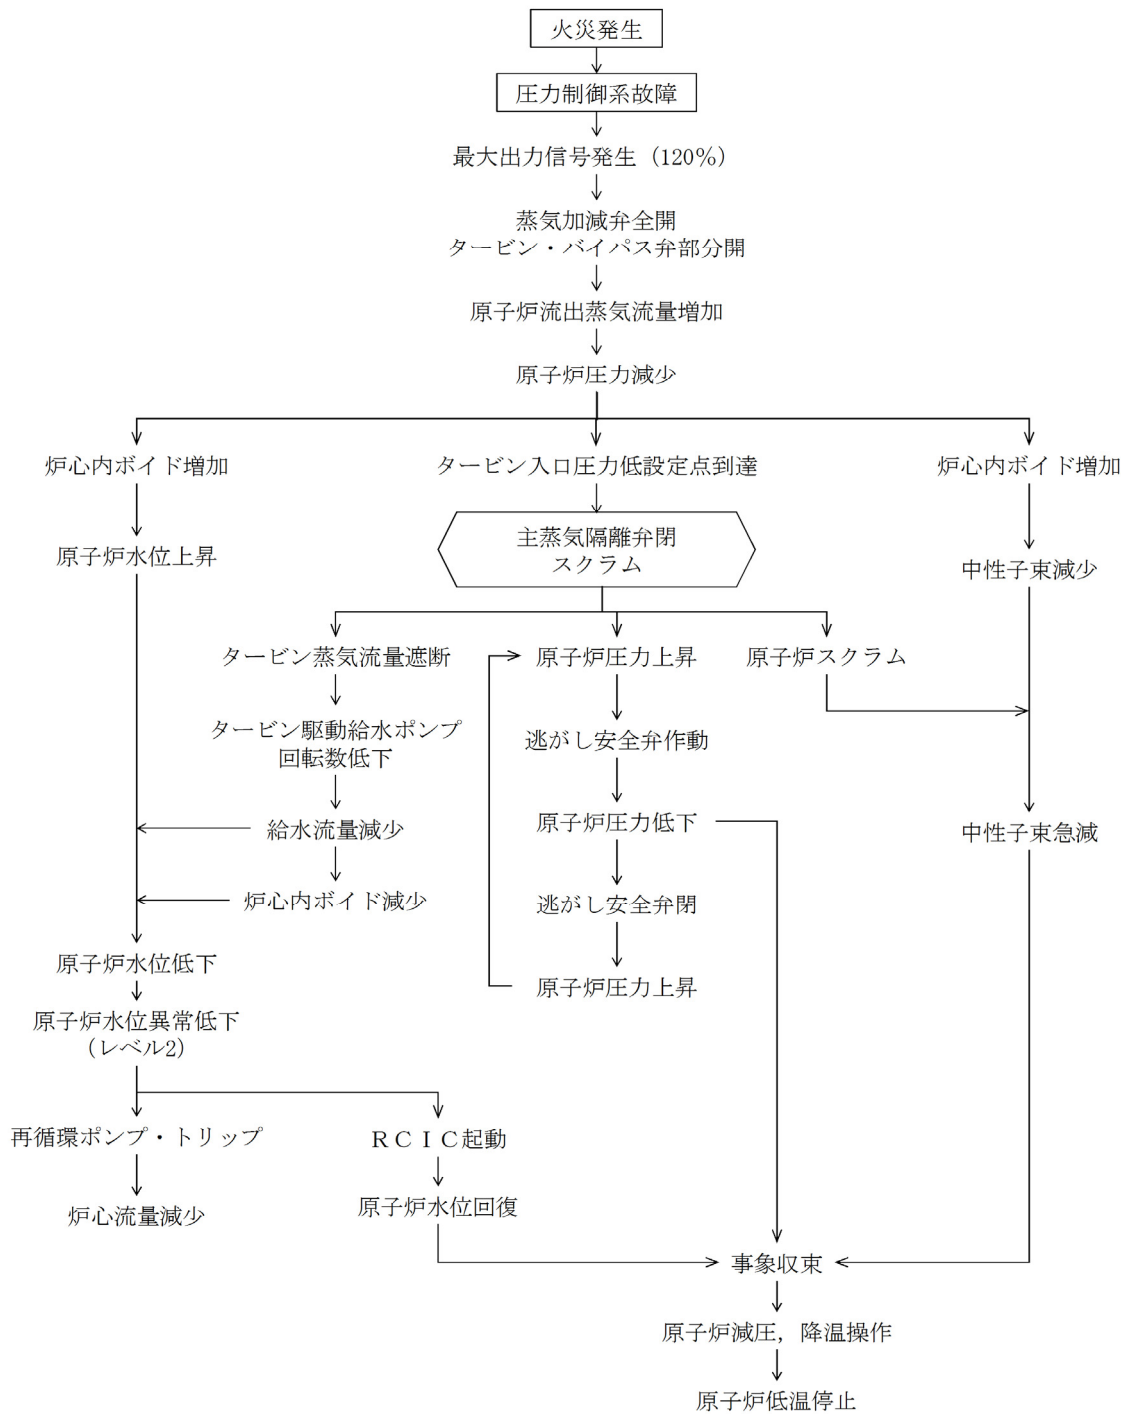 火災発生
圧力制御系故障
最大出力信号発生（120％）
蒸気加減弁全開
タービン・バイパス弁部分開
原子炉流出蒸気流量増加
原子炉圧力減少
炉心内ボイド増加
タービン入口圧力低設定点到達
炉心内ボイド増加
原子炉水位上昇
主蒸気隔離弁閉
スクラム
中性子束減少
タービン蒸気流量遮断
原子炉圧力上昇
原子炉スクラム
タービン駆動給水ポンプ
回転数低下
逃がし安全弁作動
給水流量減少
原子炉圧力低下
中性子束急減
炉心内ボイド減少
逃がし安全弁閉
原子炉水位低下
原子炉圧力上昇
原子炉水位異常低下
（レベル2）
再循環ポンプ・トリップ
ＲＣＩＣ起動
炉心流量減少
原子炉水位回復
事象収束
原子炉減圧，降温操作
原子炉低温停止